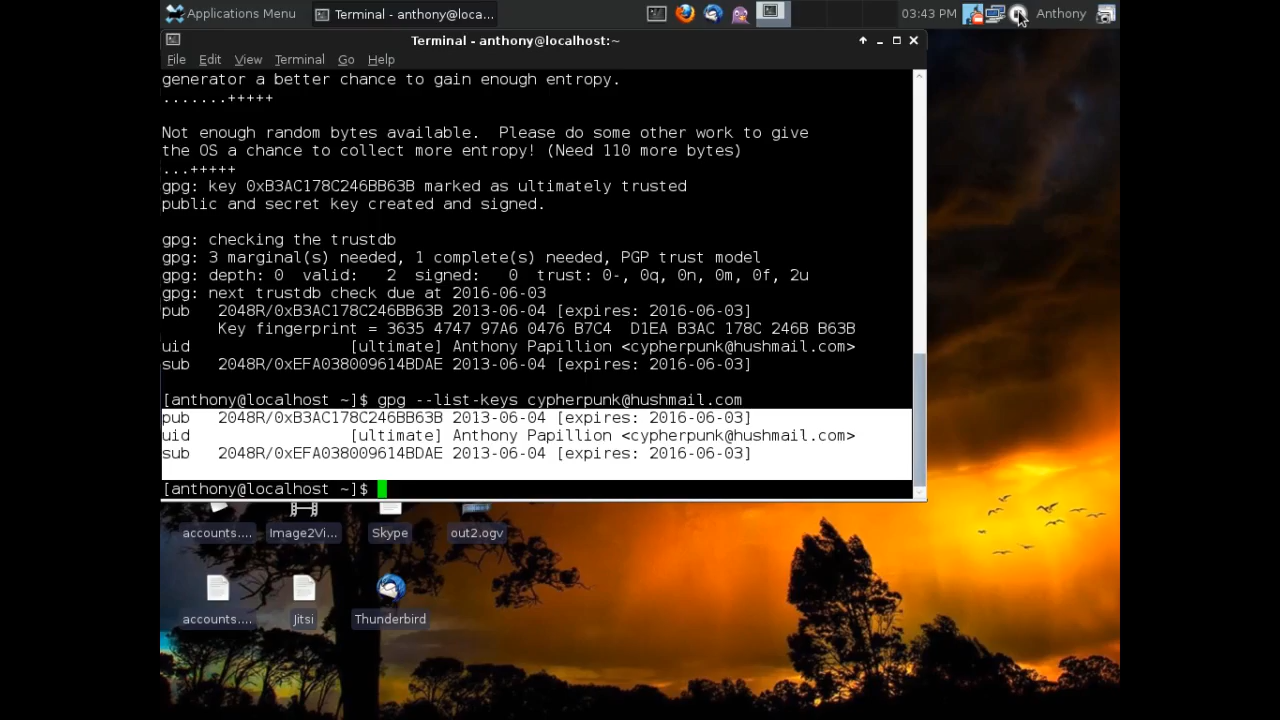 Applications Menu Terminal - anthony@loca... 03:43 PM Anthony
Terminal - anthony@localhost:~
File Edit View Terminal Go Help
generator a better chance to gain enough entropy.
.......+++++
Not enough random bytes available.  Please do some other work to give
the OS a chance to collect more entropy! (Need 110 more bytes)
...+++++
gpg: key 0xB3AC178C246BB63B marked as ultimately trusted
public and secret key created and signed.
gpg: checking the trustdb
gpg: 3 marginal(s) needed, 1 complete(s) needed, PGP trust model
gpg: depth: 0  valid:   2  signed:   0  trust: 0-, 0q, 0n, 0m, 0f, 2u
gpg: next trustdb check due at 2016-06-03
pub   2048R/0xB3AC178C246BB63B 2013-06-04 [expires: 2016-06-03]
Key fingerprint = 3635 4747 97A6 0476 B7C4  D1EA B3AC 178C 246B B63B
uid                 [ultimate] Anthony Papillion <cypherpunk@hushmail.com>
sub   2048R/0xEFA038009614BDAE 2013-06-04 [expires: 2016-06-03]
[anthony@localhost ~]$ gpg --list-keys cypherpunk@hushmail.com
pub   2048R/0xB3AC178C246BB63B 2013-06-04 [expires: 2016-06-03]
uid                 [ultimate] Anthony Papillion <cypherpunk@hushmail.com>
sub   2048R/0xEFA038009614BDAE 2013-06-04 [expires: 2016-06-03]
[anthony@localhost ~]$
accounts.... Image2Vi... Skype out2.ogv
accounts.... Jitsi Thunderbird